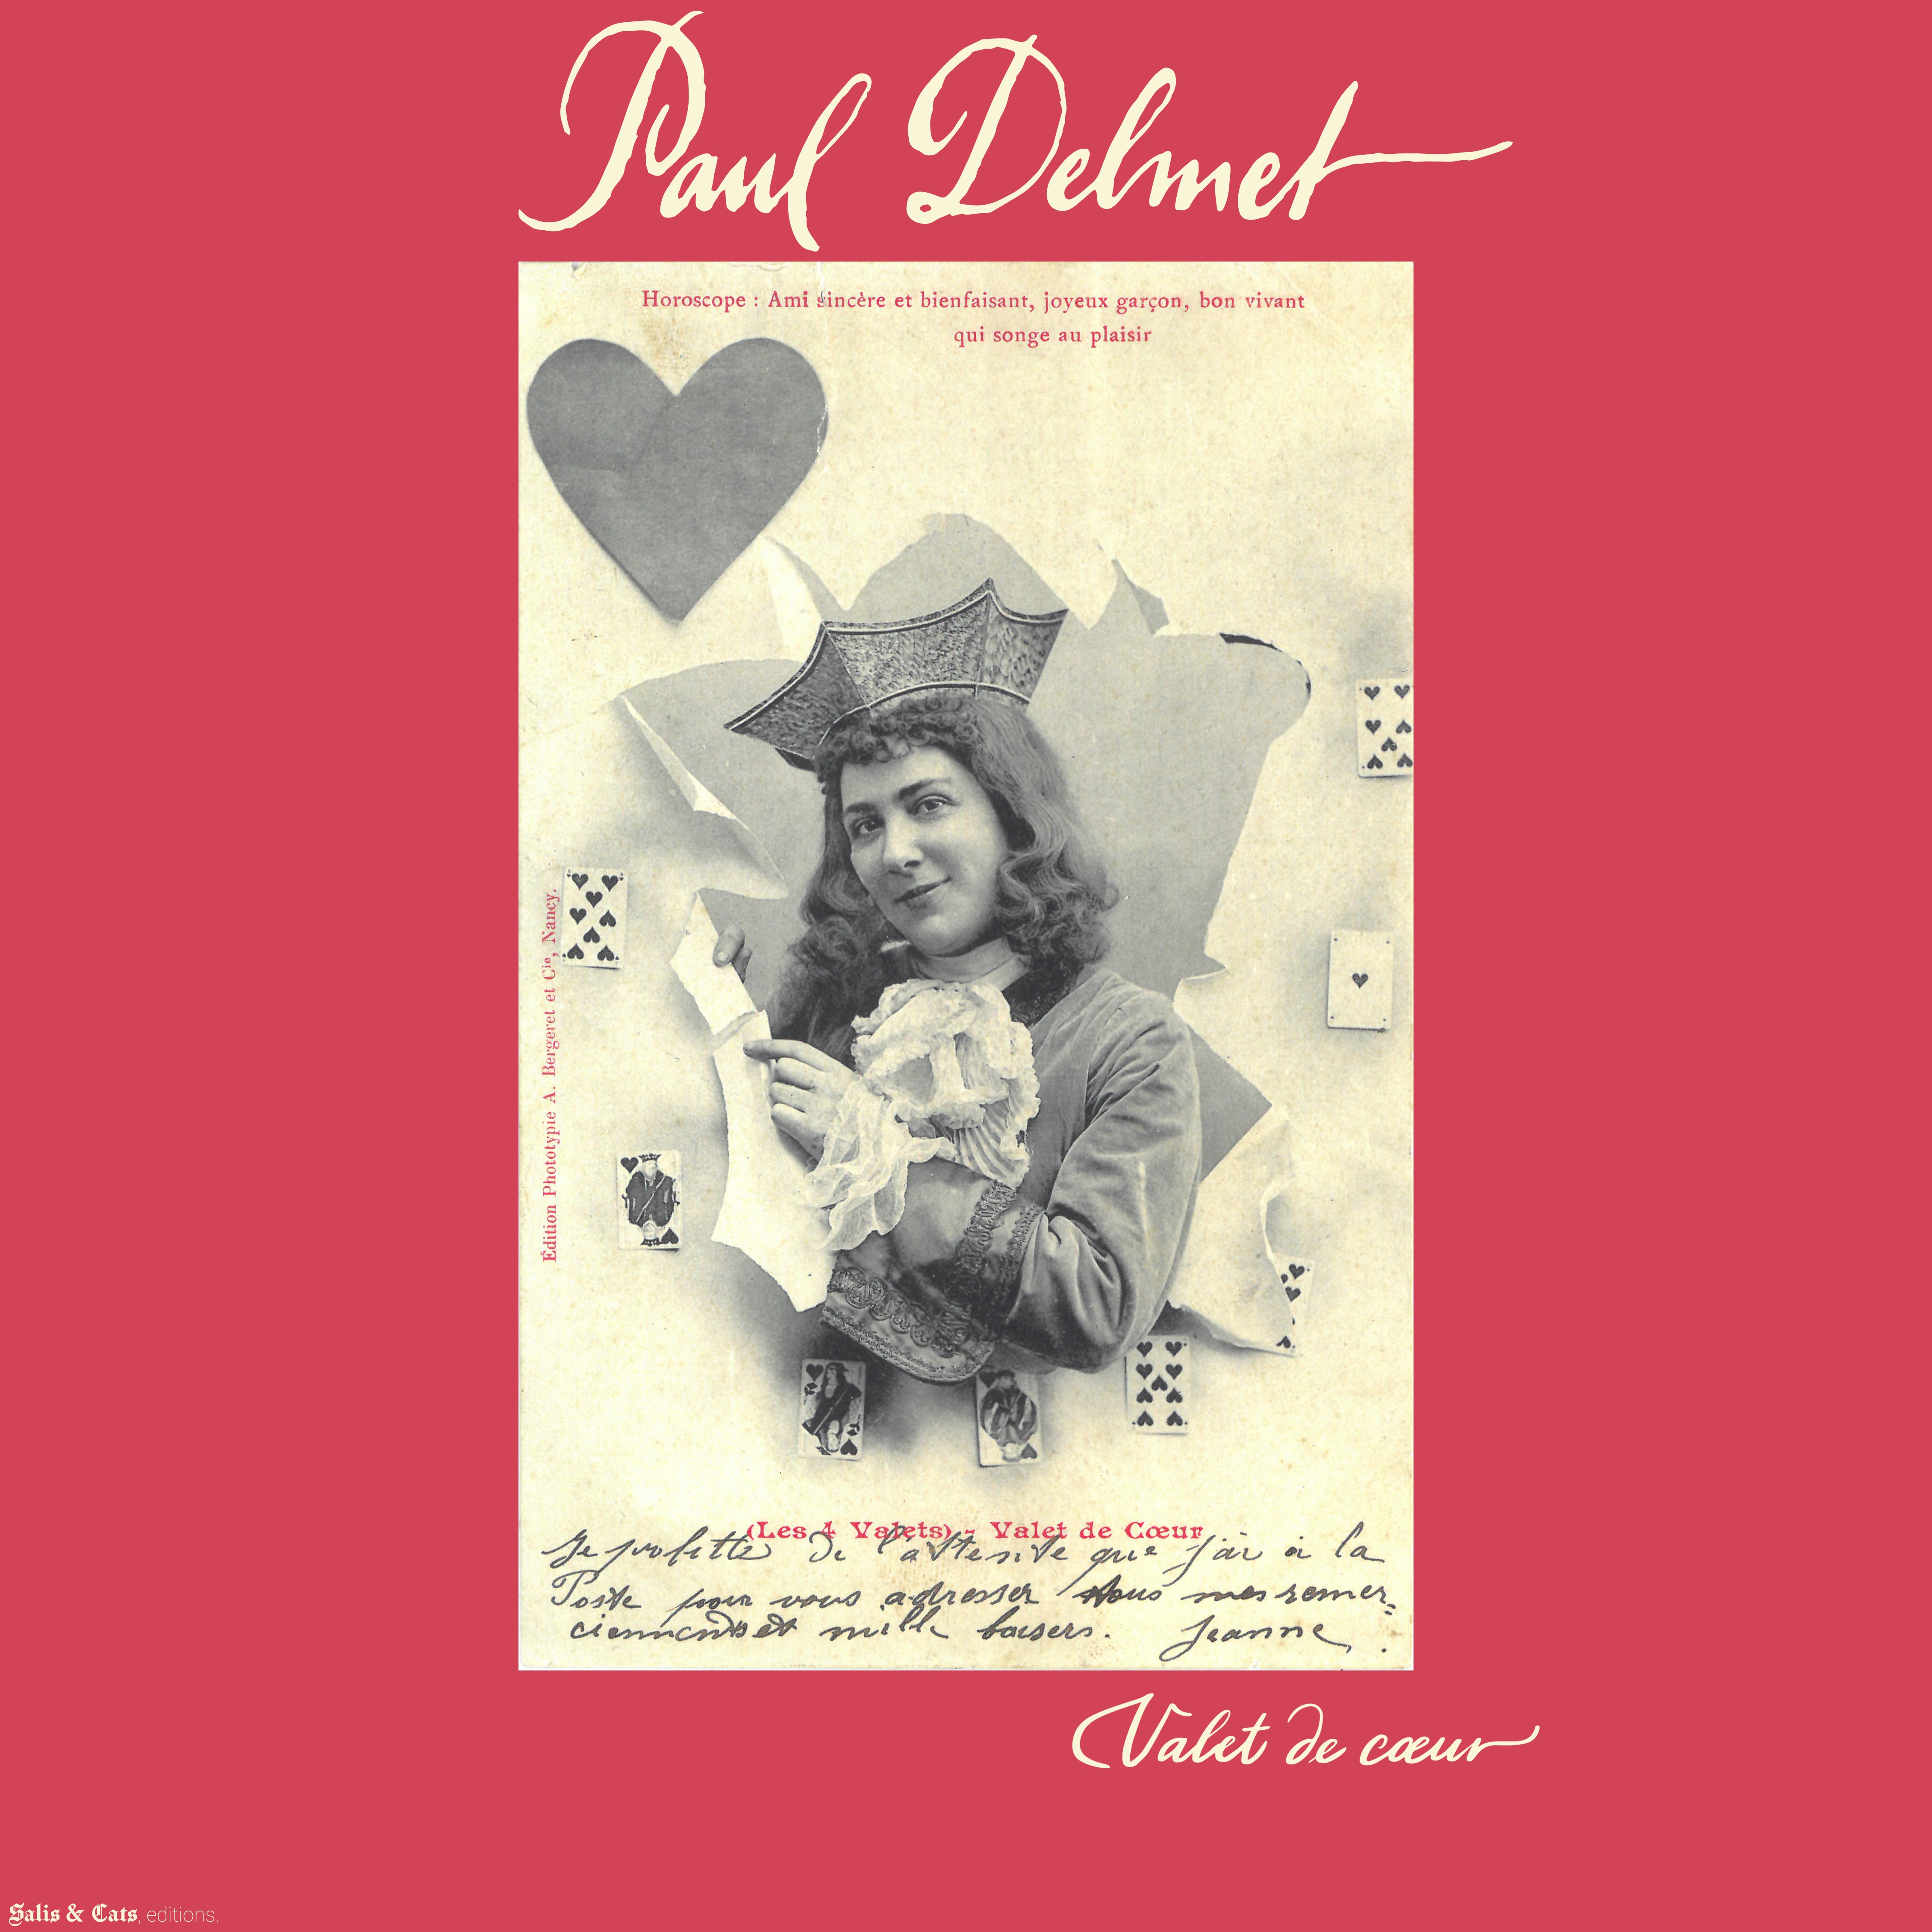 Paul Delmet
Horoscope : Ami sincère et bienfaisant, joyeux garçon, bon vivant
qui songe au plaisir
Édition Phototypie A. Bergeret et Cie, Nancy.
(Les 4 Valets) - Valet de Cœur
Je profitte de l'attente que j'ai à la
Poste pour vous adresser tous mes remer=
ciements et mille baisers. Jeanne.
Valet de cœur
Salis & Cats, editions.